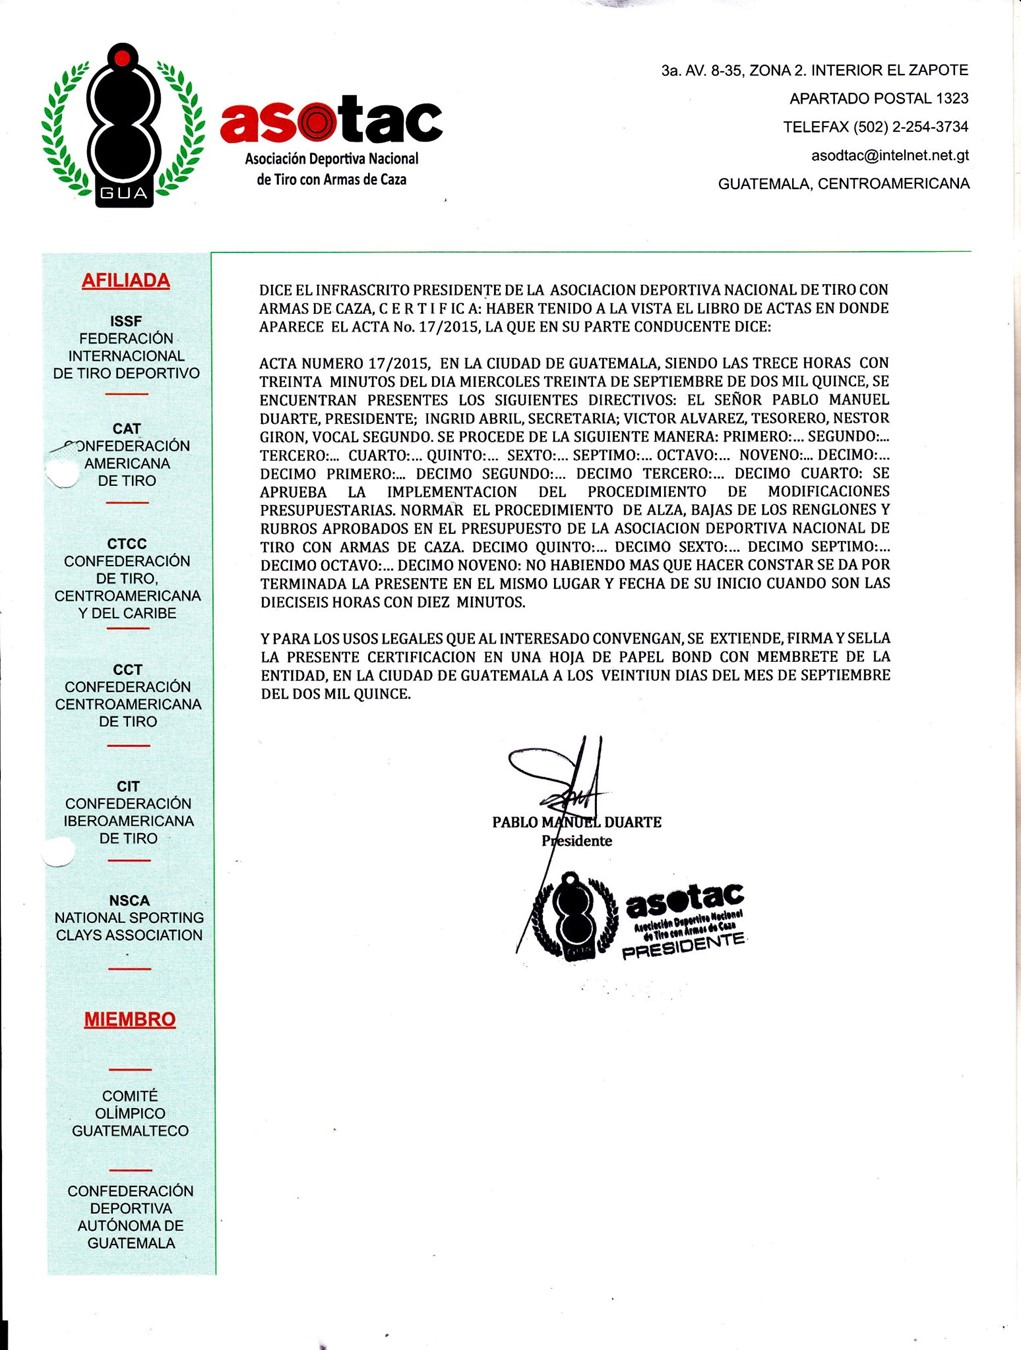 GUA
asotac
Asociación Deportiva Nacional
de Tiro con Armas de Caza
3a. AV. 8-35, ZONA 2. INTERIOR EL ZAPOTE
APARTADO POSTAL 1323
TELEFAX (502) 2-254-3734
asodtac@intelnet.net.gt
GUATEMALA, CENTROAMERICANA
AFILIADA
ISSF
FEDERACIÓN
INTERNACIONAL
DE TIRO DEPORTIVO
CAT
CONFEDERACIÓN
AMERICANA
DE TIRO
CTCC
CONFEDERACIÓN
DE TIRO,
CENTROAMERICANA
Y DEL CARIBE
CCT
CONFEDERACIÓN
CENTROAMERICANA
DE TIRO
CIT
CONFEDERACIÓN
IBEROAMERICANA
DE TIRO
NSCA
NATIONAL SPORTING
CLAYS ASSOCIATION
MIEMBRO
COMITÉ
OLÍMPICO
GUATEMALTECO
CONFEDERACIÓN
DEPORTIVA
AUTÓNOMA DE
GUATEMALA
DICE EL INFRASCRITO PRESIDENTE DE LA ASOCIACION DEPORTIVA NACIONAL DE TIRO CON
ARMAS DE CAZA, C E R T I F I C A: HABER TENIDO A LA VISTA EL LIBRO DE ACTAS EN DONDE
APARECE EL ACTA No. 17/2015, LA QUE EN SU PARTE CONDUCENTE DICE:
ACTA NUMERO 17/2015, EN LA CIUDAD DE GUATEMALA, SIENDO LAS TRECE HORAS CON
TREINTA MINUTOS DEL DIA MIERCOLES TREINTA DE SEPTIEMBRE DE DOS MIL QUINCE, SE
ENCUENTRAN PRESENTES LOS SIGUIENTES DIRECTIVOS: EL SEÑOR PABLO MANUEL
DUARTE, PRESIDENTE; INGRID ABRIL, SECRETARIA; VICTOR ALVAREZ, TESORERO, NESTOR
GIRON, VOCAL SEGUNDO. SE PROCEDE DE LA SIGUIENTE MANERA: PRIMERO:... SEGUNDO:...
TERCERO:... CUARTO:... QUINTO:... SEXTO:... SEPTIMO:... OCTAVO:... NOVENO:... DECIMO:...
DECIMO PRIMERO:... DECIMO SEGUNDO:... DECIMO TERCERO:... DECIMO CUARTO: SE
APRUEBA LA IMPLEMENTACION DEL PROCEDIMIENTO DE MODIFICACIONES
PRESUPUESTARIAS. NORMAR EL PROCEDIMIENTO DE ALZA, BAJAS DE LOS RENGLONES Y
RUBROS APROBADOS EN EL PRESUPUESTO DE LA ASOCIACION DEPORTIVA NACIONAL DE
TIRO CON ARMAS DE CAZA. DECIMO QUINTO:... DECIMO SEXTO:... DECIMO SEPTIMO:...
DECIMO OCTAVO:... DECIMO NOVENO: NO HABIENDO MAS QUE HACER CONSTAR SE DA POR
TERMINADA LA PRESENTE EN EL MISMO LUGAR Y FECHA DE SU INICIO CUANDO SON LAS
DIECISEIS HORAS CON DIEZ MINUTOS.
Y PARA LOS USOS LEGALES QUE AL INTERESADO CONVENGAN, SE EXTIENDE, FIRMA Y SELLA
LA PRESENTE CERTIFICACION EN UNA HOJA DE PAPEL BOND CON MEMBRETE DE LA
ENTIDAD, EN LA CIUDAD DE GUATEMALA A LOS VEINTIUN DIAS DEL MES DE SEPTIEMBRE
DEL DOS MIL QUINCE.
PABLO MANUEL DUARTE
Presidente
asotac
Asociación Deportiva Nacional
de Tiro con Armas de Caza
PRESIDENTE